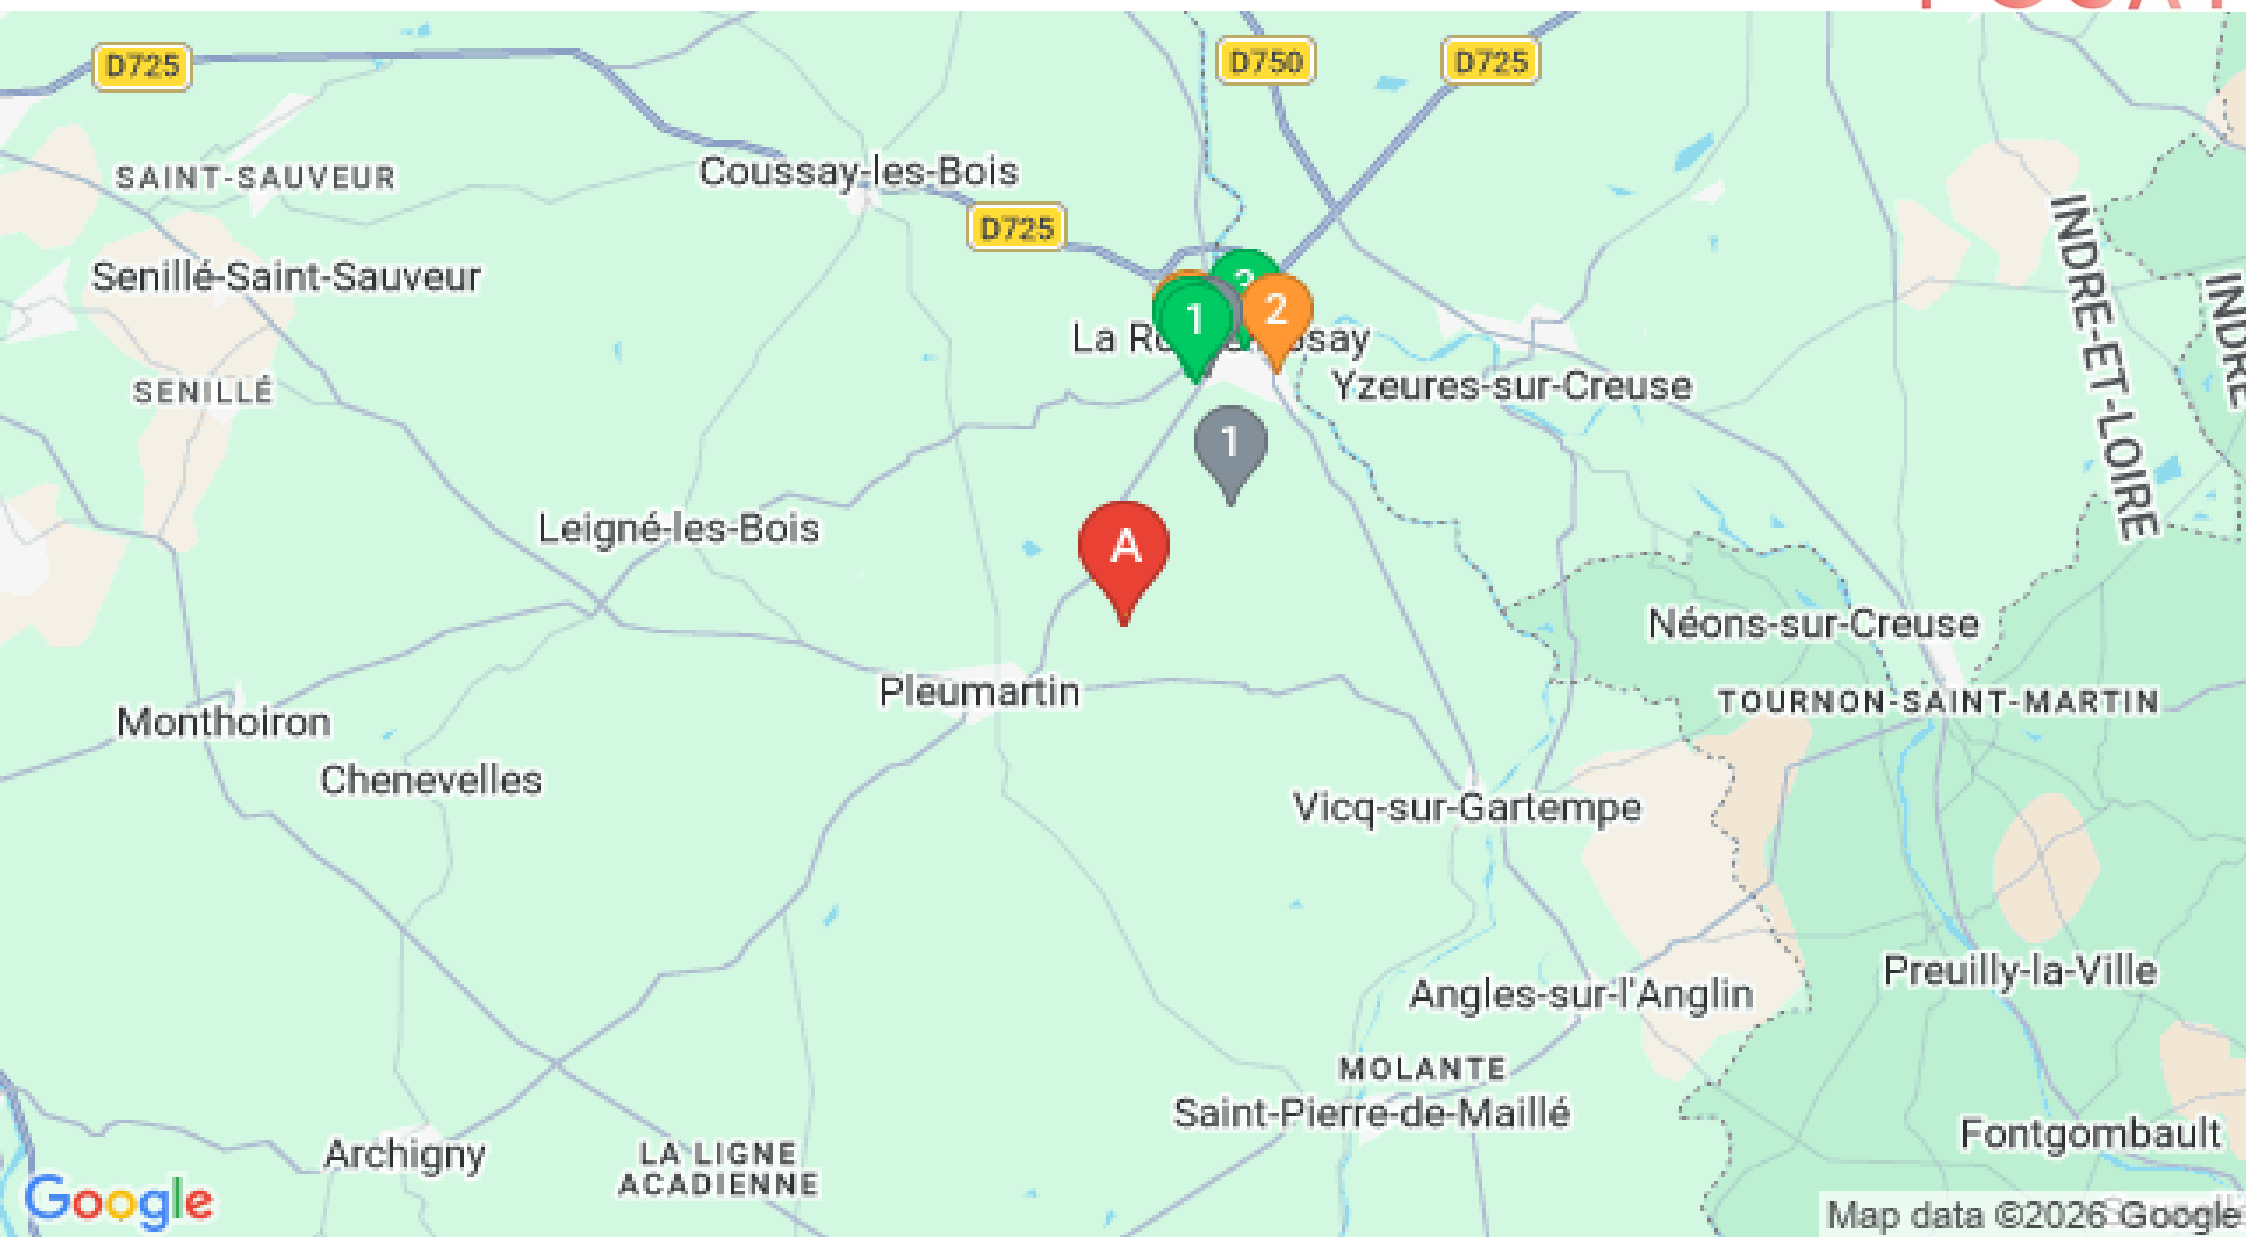 D725
D750
D725
SAINT-SAUVEUR
Coussay-les-Bois
D725
INDRE-ET-LOIRE
INDRE
Senillé-Saint-Sauveur
2
1
La
Yzeures-sur-Creuse
SENILLÉ
1
Leigné-les-Bois
A
Néons-sur-Creuse
Pleumartin
TOURNON-SAINT-MARTIN
Monthoiron
Chenevelles
Vicq-sur-Gartempe
Preuilly-la-Ville
Angles-sur-l'Anglin
MOLANTE
Saint-Pierre-de-Maillé
Fontgombault
Archigny
LA LIGNE
ACADIENNE
Google
Map data ©2026 Google